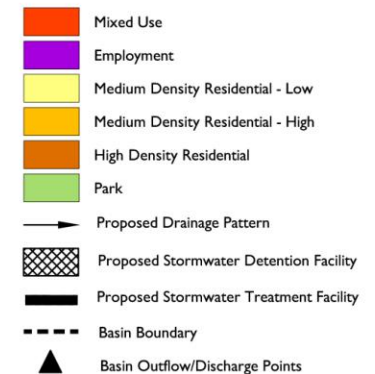 Mixed Use
Employment
Medium Density Residential - Low
Medium Density Residential - High
High Density Residential
Park
Proposed Drainage Pattern
Proposed Stormwater Detention Facility
Proposed Stormwater Treatment Facility
Basin Boundary
Basin Outflow/Discharge Points